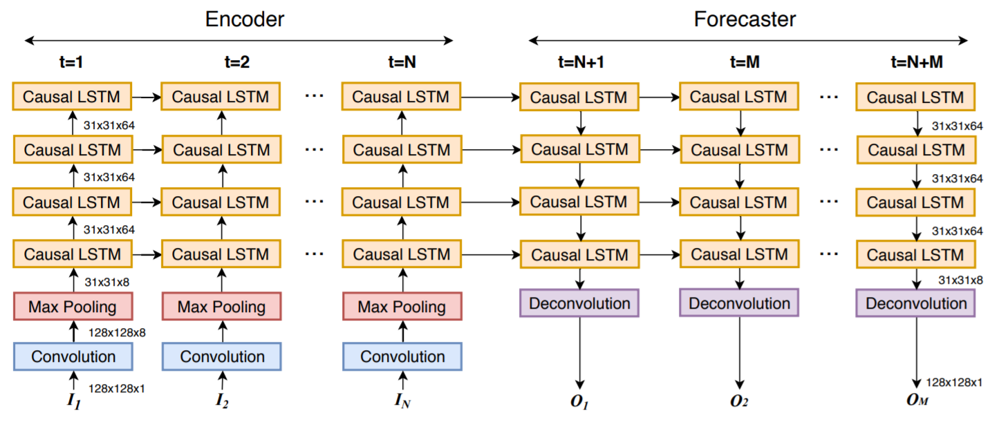 Encoder Forecaster
t=1 t=2 t=N t=N+1 t=M t=N+M
Causal LSTM Causal LSTM ... Causal LSTM Causal LSTM Causal LSTM ... Causal LSTM
31x31x64 31x31x64
Causal LSTM Causal LSTM ... Causal LSTM Causal LSTM Causal LSTM ... Causal LSTM
31x31x64 31x31x64
Causal LSTM Causal LSTM ... Causal LSTM Causal LSTM Causal LSTM ... Causal LSTM
31x31x64 31x31x64
Causal LSTM Causal LSTM ... Causal LSTM Causal LSTM Causal LSTM ... Causal LSTM
31x31x8 31x31x8
Max Pooling Max Pooling Max Pooling Deconvolution Deconvolution Deconvolution
128x128x8
Convolution Convolution Convolution
128x128x1 128x128x1
I1 I2 IN O1 O2 OM